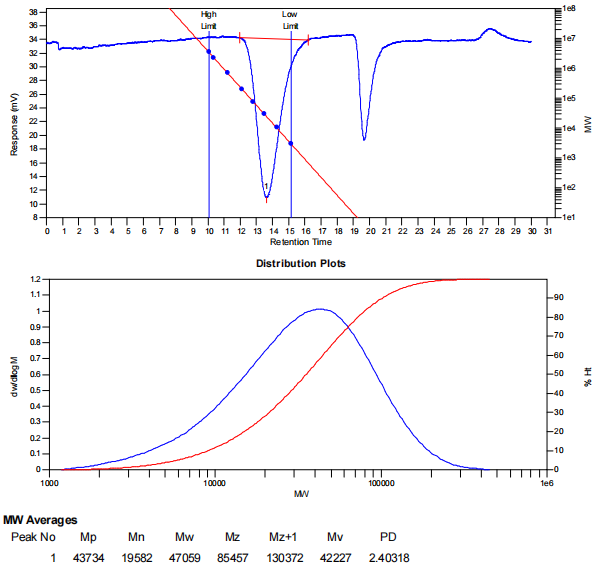 High Low
Limit Limit
38
36
34
32
30
28
26
24
22
20
18
16
14
12
10
8
Response (mV)
1e8
1e7
1e6
1e5
1e4
1e3
1e2
1e1
MW
1
0 1 2 3 4 5 6 7 8 9 10 11 12 13 14 15 16 17 18 19 20 21 22 23 24 25 26 27 28 29 30 31
Retention Time
Distribution Plots
1.2
1.1
1
0.9
0.8
0.7
0.6
0.5
0.4
0.3
0.2
0.1
0
dw/dlogM
90
80
70
60
50
40
30
20
10
0
% Ht
1000 10000 100000 1e6
MW
MW Averages
Peak No Mp Mn Mw Mz Mz+1 Mv PD
1 43734 19582 47059 85457 130372 42227 2.40318